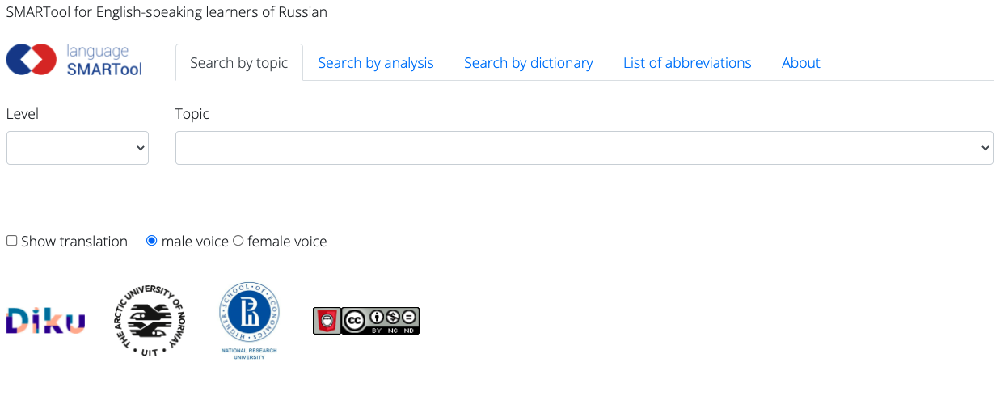 SMARTool for English-speaking learners of Russian
language
SMARTool
Search by topic
Search by analysis
Search by dictionary
List of abbreviations
About
Level
Topic
Show translation
male voice
female voice
Diku
THE ARCTIC UNIVERSITY OF NORWAY
UIT
HIGHER SCHOOL OF ECONOMICS
NATIONAL RESEARCH
UNIVERSITY
CC
BY NC ND